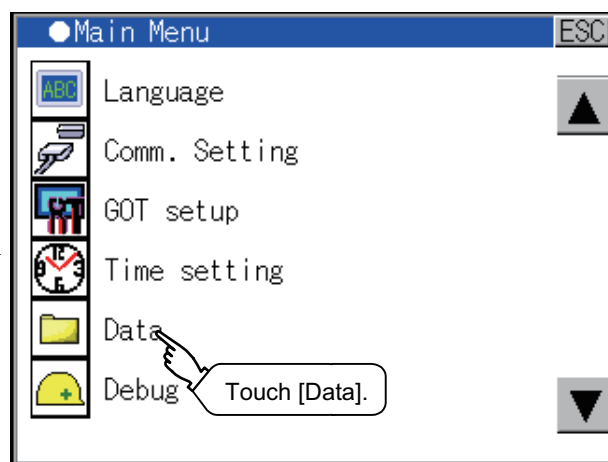 ●Main Menu ESC
ABC Language
Comm. Setting
GOT setup
Time setting
Data
Debug
Touch [Data].